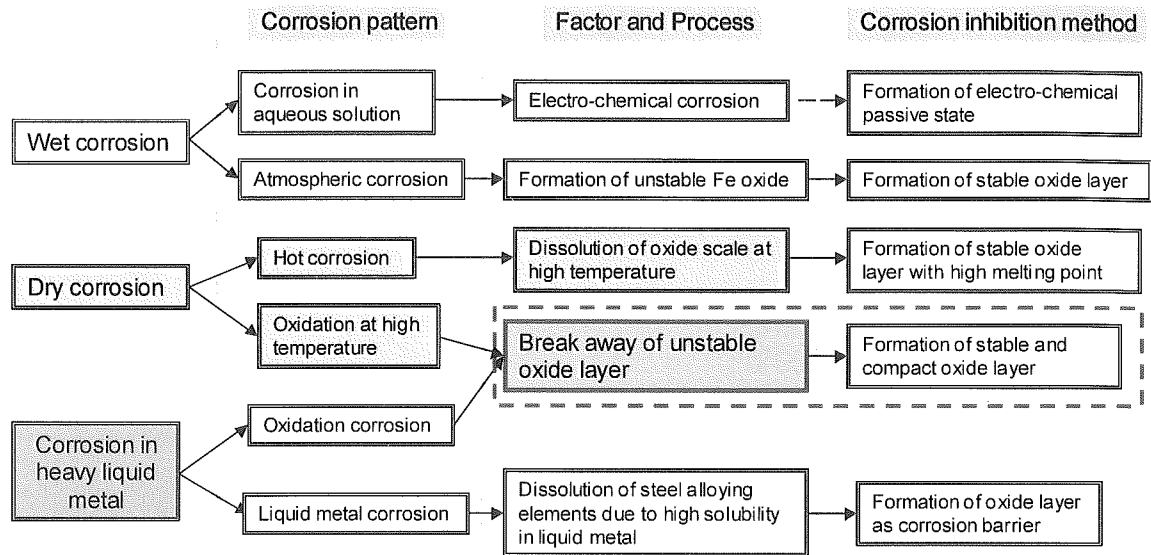 Corrosion pattern
Factor and Process
Corrosion inhibition method
Wet corrosion
Corrosion in
aqueous solution
Electro-chemical corrosion
Formation of electro-chemical
passive state
Atmospheric corrosion
Formation of unstable Fe oxide
Formation of stable oxide layer
Dry corrosion
Hot corrosion
Dissolution of oxide scale at
high temperature
Formation of stable oxide
layer with high melting point
Oxidation at high
temperature
Break away of unstable
oxide layer
Formation of stable and
compact oxide layer
Corrosion in
heavy liquid
metal
Oxidation corrosion
Liquid metal corrosion
Dissolution of steel alloying
elements due to high solubility
in liquid metal
Formation of oxide layer
as corrosion barrier